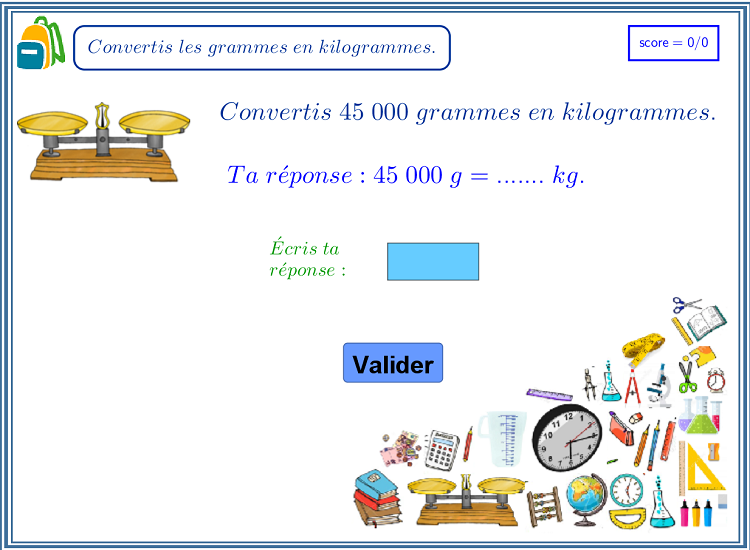 Convertis les grammes en kilogrammes.
score = 0/0
Convertis 45 000 grammes en kilogrammes.
Ta réponse : 45 000 g = ....... kg.
Écris ta
réponse :
Valider